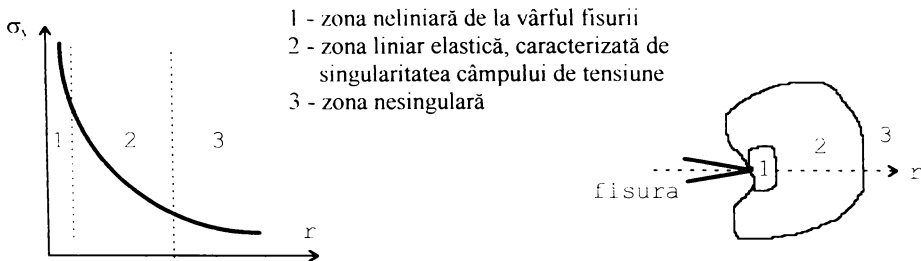 σy
1 - zona neliniară de la vârful fisurii
2 - zona liniar elastică, caracterizată de
singularitatea câmpului de tensiune
3 - zona nesingulară
1 2 3
r
1 2 3
r
fisura